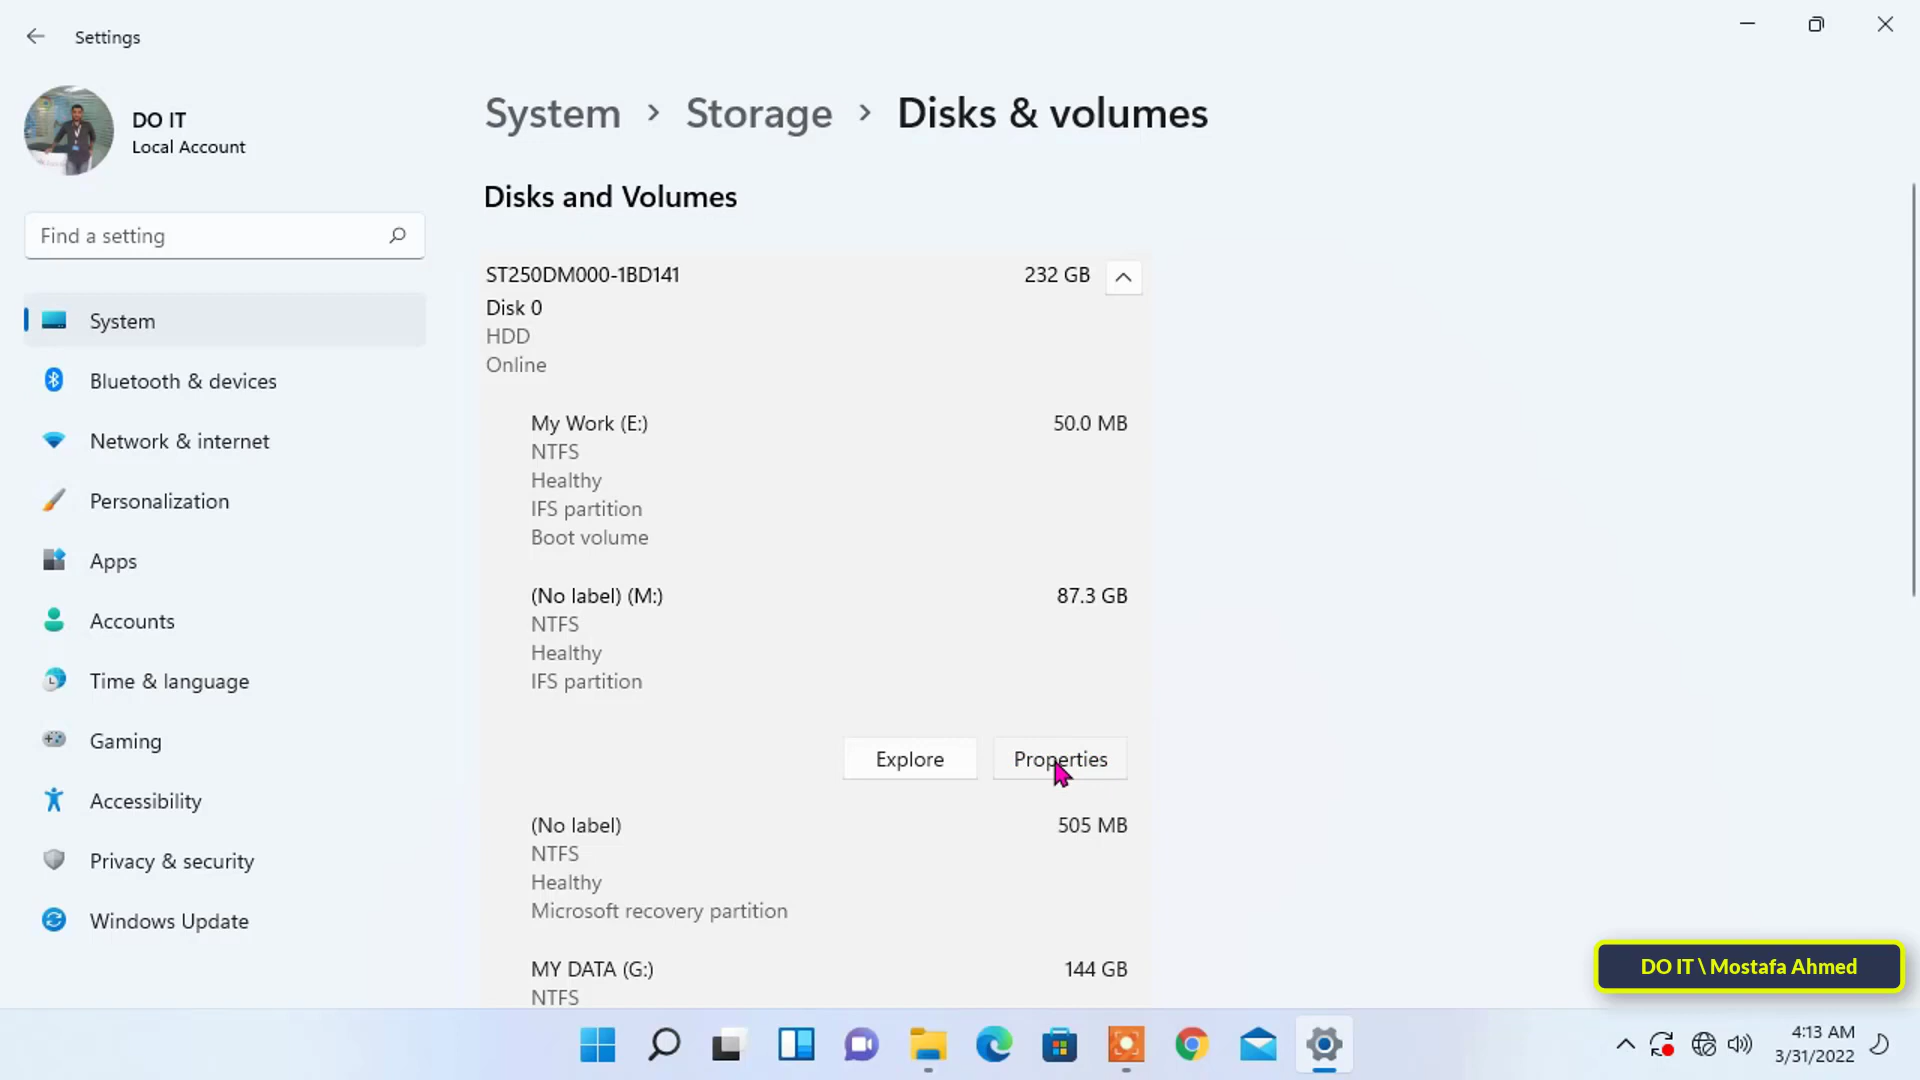 Settings
DO IT
Local Account
Find a setting
System
Bluetooth & devices
Network & internet
Personalization
Apps
Accounts
Time & language
Gaming
Accessibility
Privacy & security
Windows Update
System > Storage > Disks & volumes
Disks and Volumes
ST250DM000-1BD141 232 GB
Disk 0
HDD
Online
My Work (E:) 50.0 MB
NTFS
Healthy
IFS partition
Boot volume
(No label) (M:) 87.3 GB
NTFS
Healthy
IFS partition
Explore Properties
(No label) 505 MB
NTFS
Healthy
Microsoft recovery partition
MY DATA (G:) 144 GB
NTFS
DO IT \ Mostafa Ahmed
4:13 AM
3/31/2022